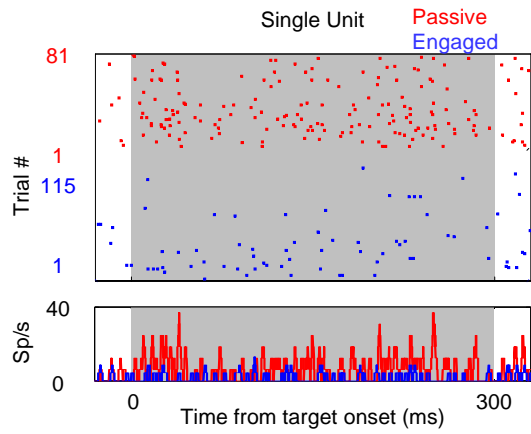 Single Unit
Passive
Engaged
81
1
115
1
Trial #
40
0
Sp/s
0
300
Time from target onset (ms)